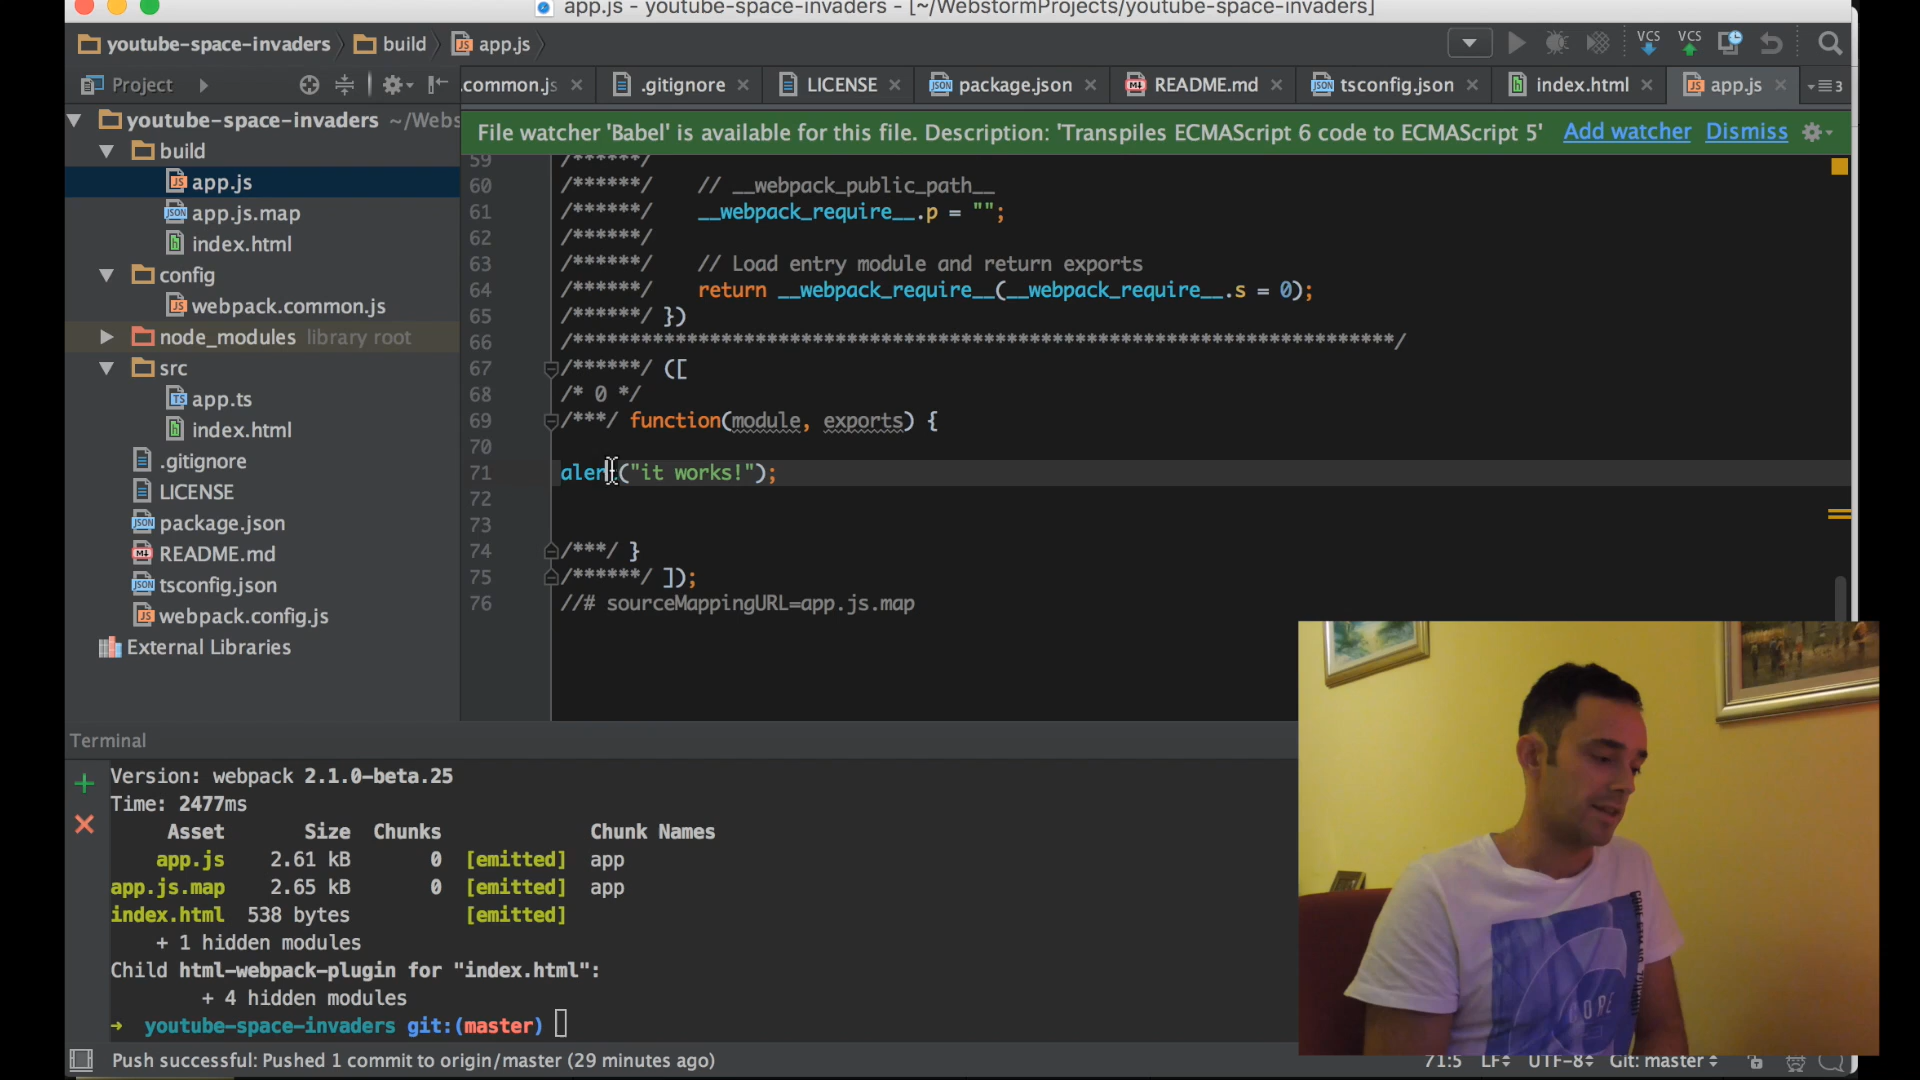 app.js - youtube-space-invaders - [~/WebstormProjects/youtube-space-invaders]
youtube-space-invaders build app.js
VCS VCS
Project
.common.js .gitignore LICENSE package.json README.md tsconfig.json index.html app.js 3
youtube-space-invaders ~/Webs
build
app.js
app.js.map
index.html
config
webpack.common.js
node_modules library root
src
app.ts
index.html
.gitignore
LICENSE
package.json
README.md
tsconfig.json
webpack.config.js
External Libraries
File watcher 'Babel' is available for this file. Description: 'Transpiles ECMAScript 6 code to ECMAScript 5' Add watcher Dismiss
59 /******/
60 /******/ // __webpack_public_path__
61 /******/ __webpack_require__.p = "";
62 /******/
63 /******/ // Load entry module and return exports
64 /******/ return __webpack_require__(__webpack_require__.s = 0);
65 /******/ })
66 /************************************************************************/
67 /******/ ([
68 /* 0 */
69 /***/ function(module, exports) {
70
71 alert("it works!");
72
73
74 /***/ }
75 /******/ ]);
76 //# sourceMappingURL=app.js.map
Terminal
Version: webpack 2.1.0-beta.25
Time: 2477ms
Asset Size Chunks Chunk Names
app.js 2.61 kB 0 [emitted] app
app.js.map 2.65 kB 0 [emitted] app
index.html 538 bytes [emitted]
+ 1 hidden modules
Child html-webpack-plugin for "index.html":
+ 4 hidden modules
➜ youtube-space-invaders git:(master)
Push successful: Pushed 1 commit to origin/master (29 minutes ago)
71:5 LF UTF-8 Git: master
CORE